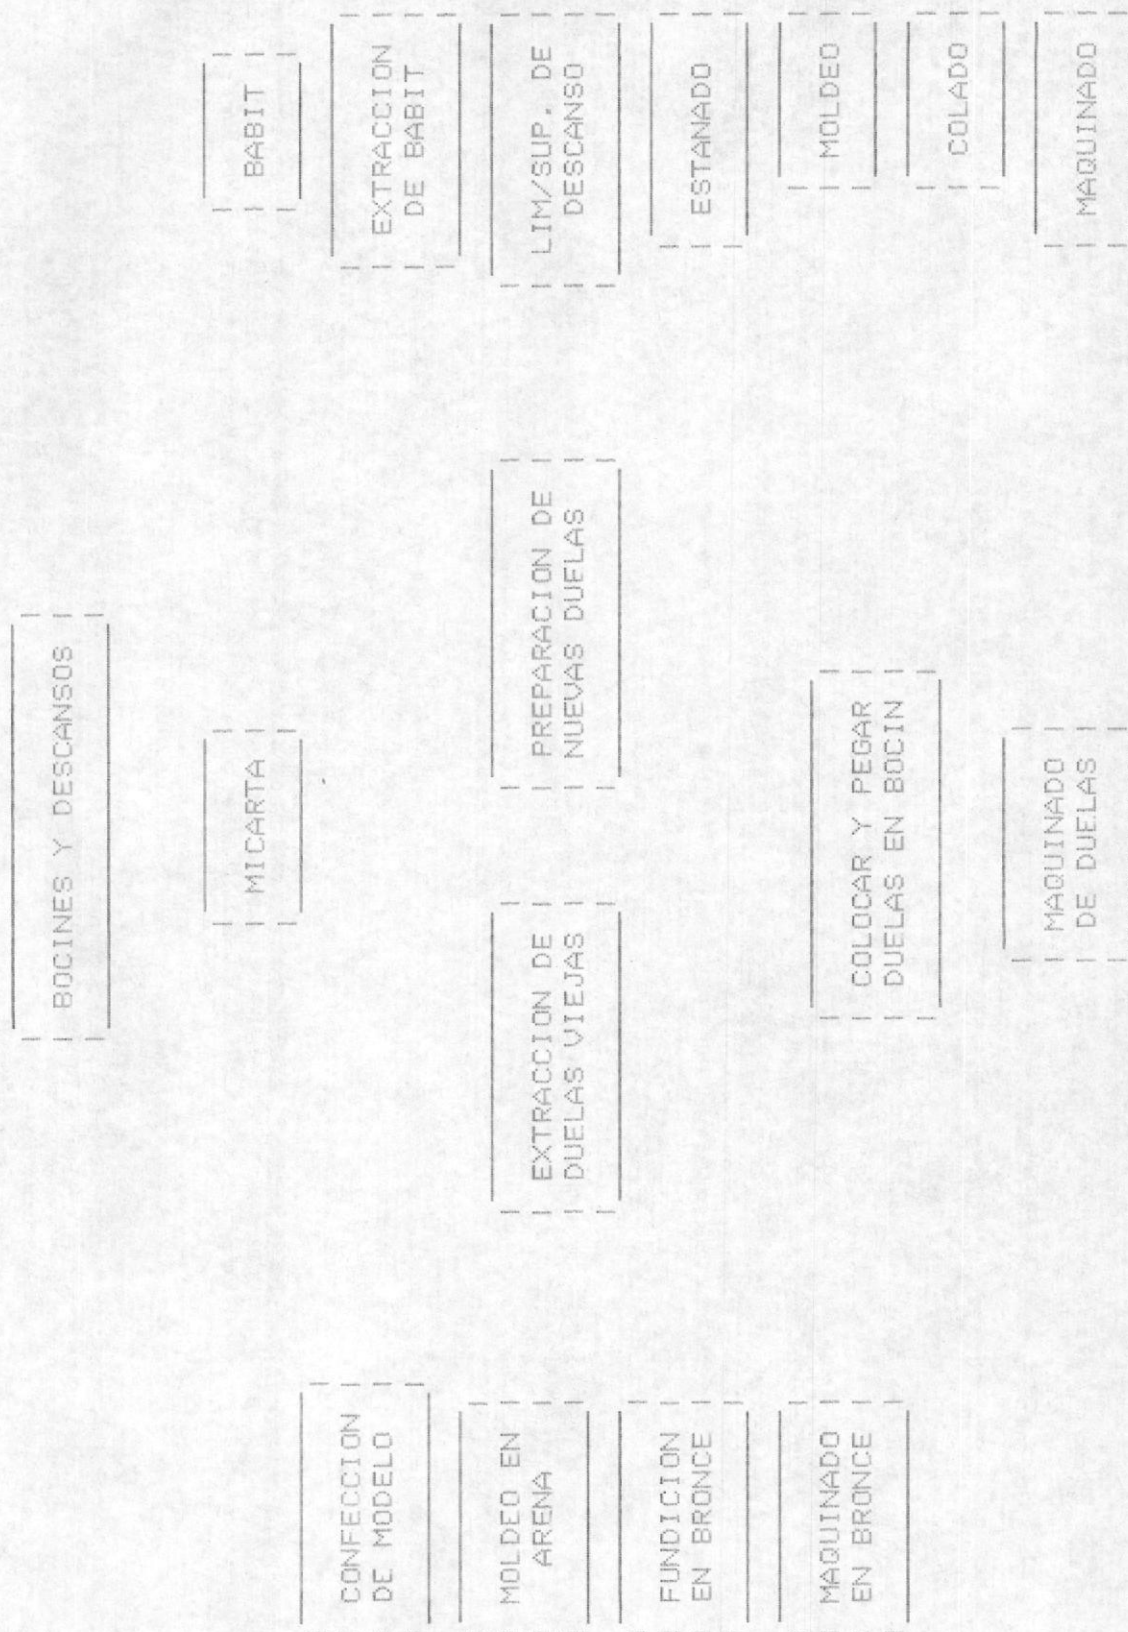 BOCINES Y DESCANSOS
MICARTA
BABIT
CONFECCION
DE MODELO
MOLDEO EN
ARENA
FUNDICION
EN BRONCE
MAQUINADO
EN BRONCE
EXTRACCION DE
DUELAS VIEJAS
PREPARACION DE
NUEVAS DUELAS
COLOCAR Y PEGAR
DUELAS EN BOCIN
MAQUINADO
DE DUELAS
EXTRACCION
DE BABIT
LIM/SUP. DE
DESCANSO
ESTANADO
MOLDEO
COLADO
MAQUINADO